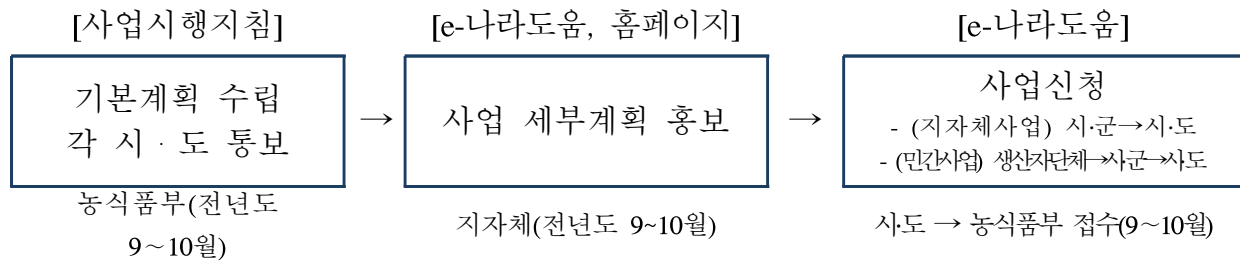 [사업시행지침]
기본계획 수립
각 시·도 통보
농식품부(전년도
9~10월)
→
[e-나라도움, 홈페이지]
사업 세부계획 홍보
지자체(전년도 9~10월)
→
[e-나라도움]
사업신청
- (지자체사업) 시·군→시·도
- (민간사업) 생산자단체→시·군→시·도
시·도 → 농식품부 접수(9~10월)